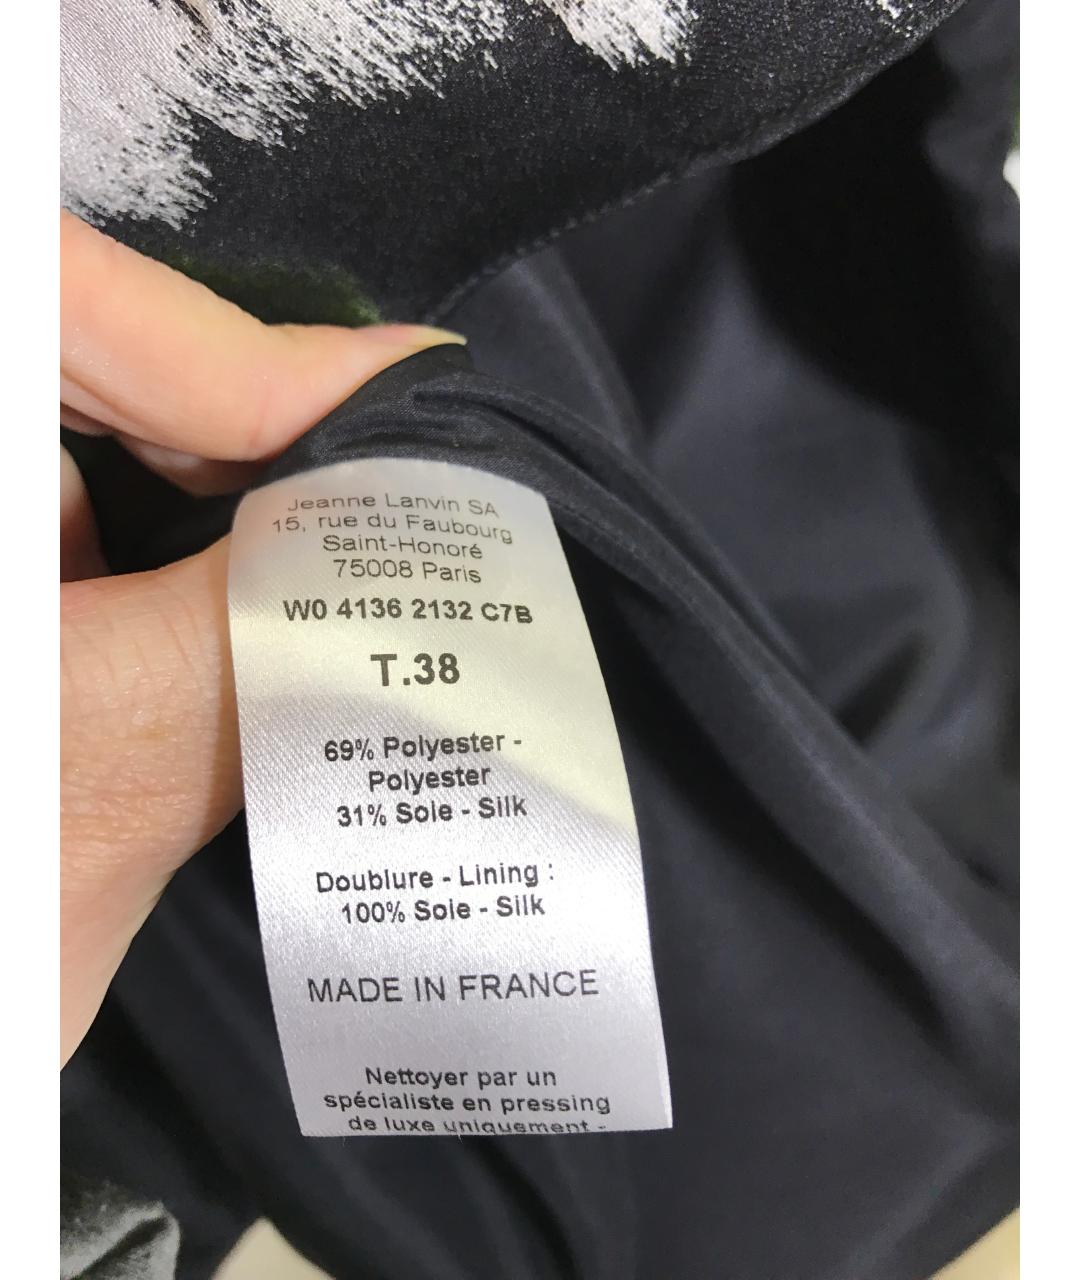 Jeanne Lanvin SA
15, rue du Faubourg
Saint-Honoré
75008 Paris
W0 4136 2132 C7B
T.38
69% Polyester -
Polyester
31% Soie - Silk
Doublure - Lining :
100% Soie - Silk
MADE IN FRANCE
Nettoyer par un
spécialiste en pressing
de luxe uniquement -